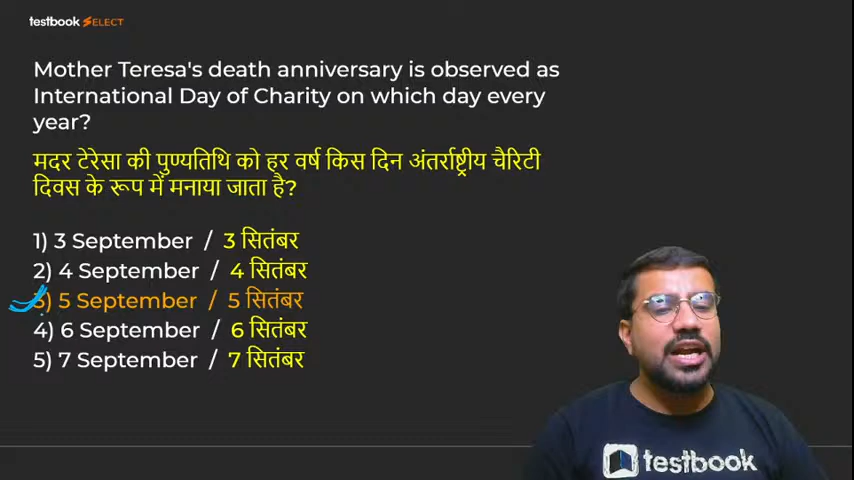 testbook SELECT
Mother Teresa's death anniversary is observed as
International Day of Charity on which day every
year?
मदर टेरेसा की पुण्यतिथि को हर वर्ष किस दिन अंतर्राष्ट्रीय चैरिटी
दिवस के रूप में मनाया जाता है?
1) 3 September / 3 सितंबर
2) 4 September / 4 सितंबर
3) 5 September / 5 सितंबर
4) 6 September / 6 सितंबर
5) 7 September / 7 सितंबर
testbook